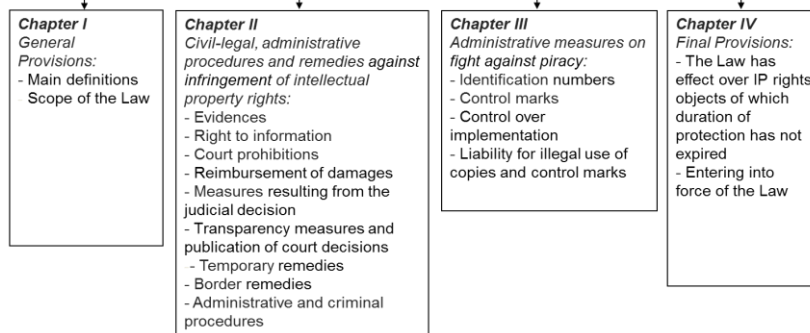 Chapter I
General
Provisions:
- Main definitions
Scope of the Law
Chapter II
Civil-legal, administrative
procedures and remedies against
infringement of intellectual
property rights:
- Evidences
- Right to information
- Court prohibitions
- Reimbursement of damages
- Measures resulting from the
judicial decision
- Transparency measures and
publication of court decisions
- Temporary remedies
- Border remedies
- Administrative and criminal
procedures
Chapter III
Administrative measures on
fight against piracy:
- Identification numbers
- Control marks
- Control over
implementation
- Liability for illegal use of
copies and control marks
Chapter IV
Final Provisions:
- The Law has
effect over IP rights
objects of which
duration of
protection has not
expired
- Entering into
force of the Law